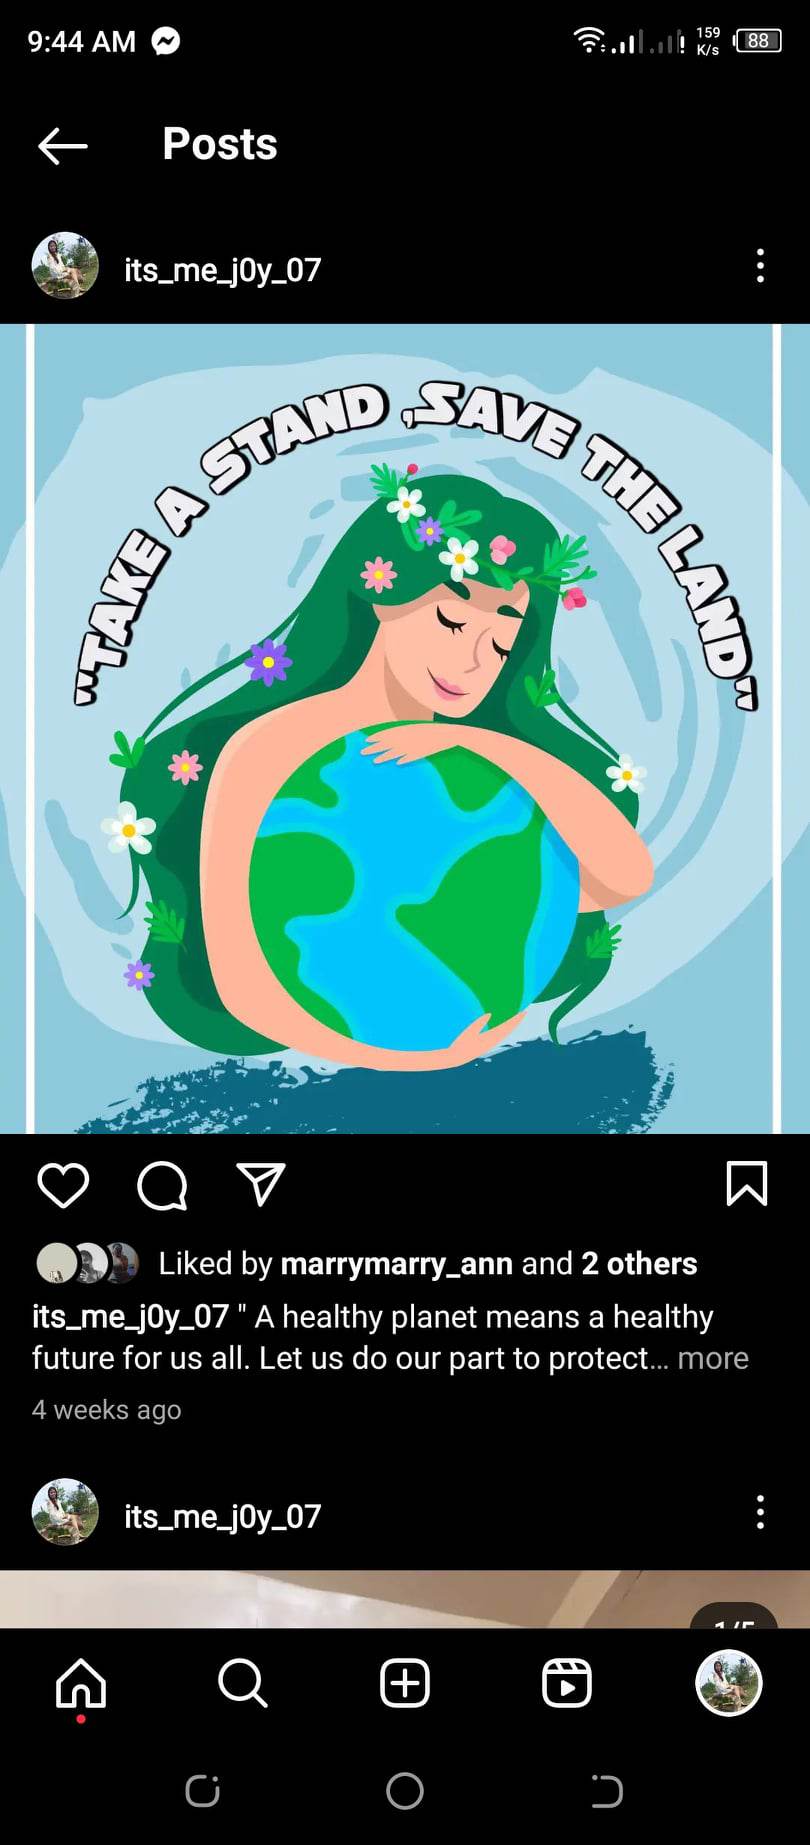 9:44 AM
159
K/s
88
Posts
its_me_j0y_07
"TAKE A STAND ,SAVE THE LAND"
Liked by marrymarry_ann and 2 others
its_me_j0y_07 " A healthy planet means a healthy
future for us all. Let us do our part to protect... more
4 weeks ago
its_me_j0y_07
1/5